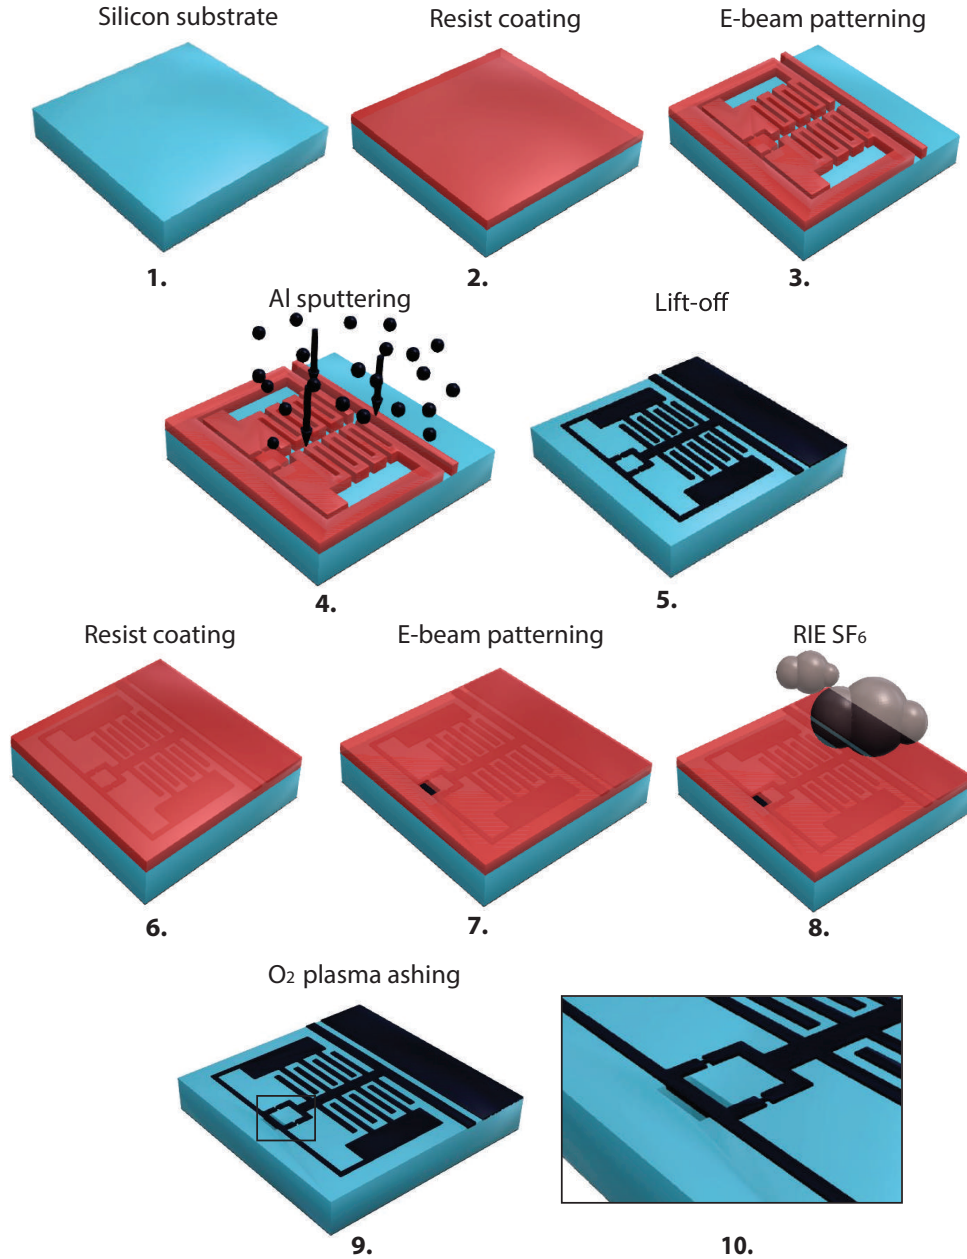 Silicon substrate
Resist coating
E-beam patterning
1.
2.
3.
Al sputtering
Lift-off
4.
5.
Resist coating
E-beam patterning
RIE SF₆
6.
7.
8.
O₂ plasma ashing
9.
10.